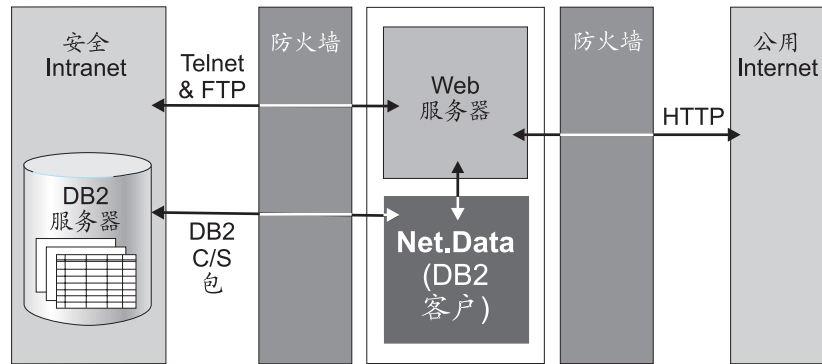 安全
Intranet
Telnet
& FTP
防火墙
Web
服务器
防火墙
HTTP
公用
Internet
DB2
服务器
DB2
C/S
包
Net.Data
(DB2
客户)